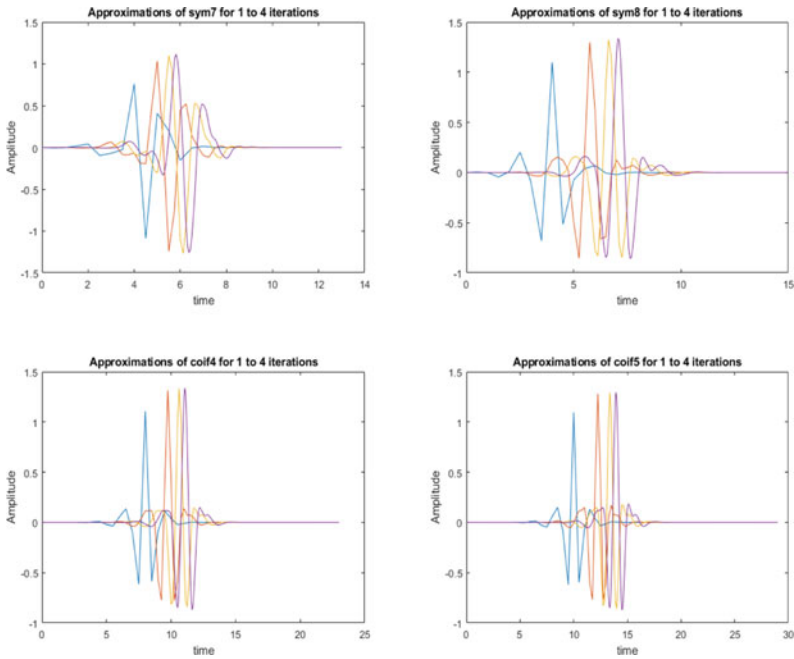 Approximations of sym7 for 1 to 4 iterations
1.5
1
0.5
0
-0.5
-1
-1.5
Amplitude
0 2 4 6 8 10 12 14
time
Approximations of sym8 for 1 to 4 iterations
1.5
1
0.5
0
-0.5
-1
Amplitude
0 5 10 15
time
Approximations of coif4 for 1 to 4 iterations
1.5
1
0.5
0
-0.5
-1
Amplitude
0 5 10 15 20 25
time
Approximations of coif5 for 1 to 4 iterations
1.5
1
0.5
0
-0.5
-1
Amplitude
0 5 10 15 20 25 30
time